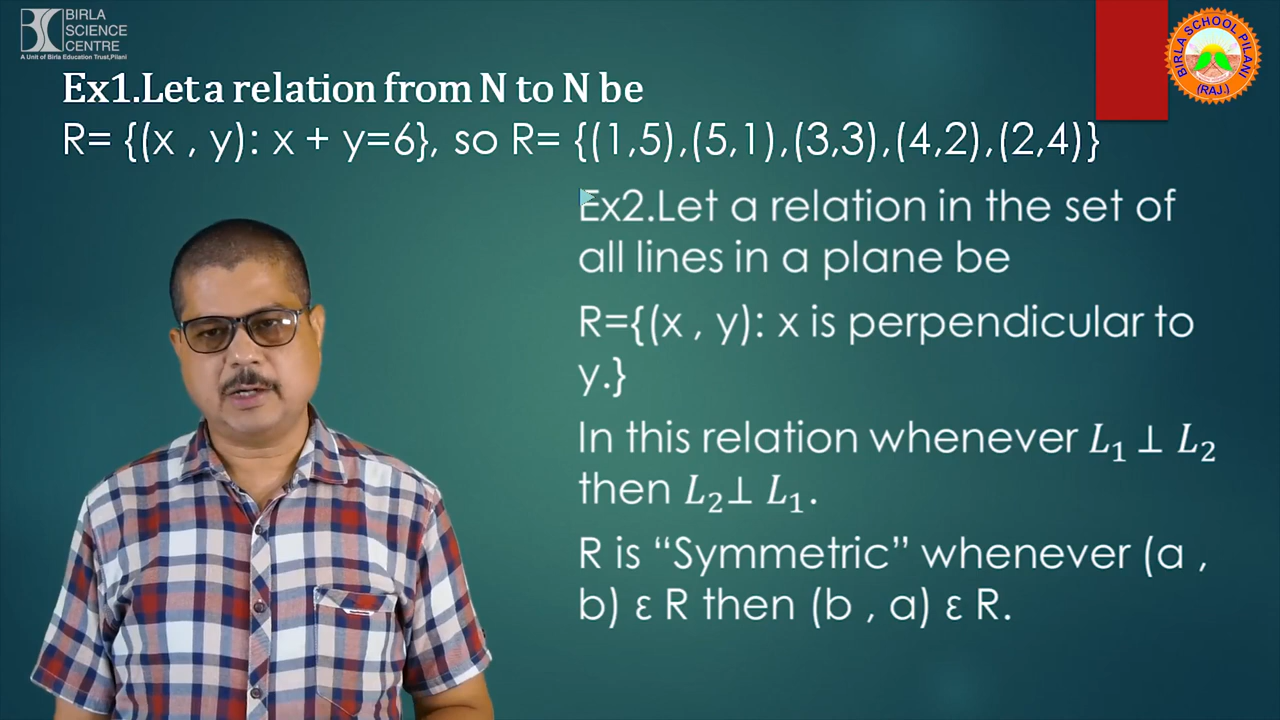 BIRLA
SCIENCE
CENTRE
A Unit of Birla Education Trust,Pilani
BIRLA SCHOOL PILANI
(RAJ.)
Ex1.Let a relation from N to N be
R= {(x , y): x + y=6}, so R= {(1,5),(5,1),(3,3),(4,2),(2,4)}
Ex2.Let a relation in the set of
all lines in a plane be
R={(x , y): x is perpendicular to
y.}
In this relation whenever L₁ ⊥ L₂
then L₂⊥ L₁.
R is “Symmetric” whenever (a ,
b) ε R then (b , a) ε R.